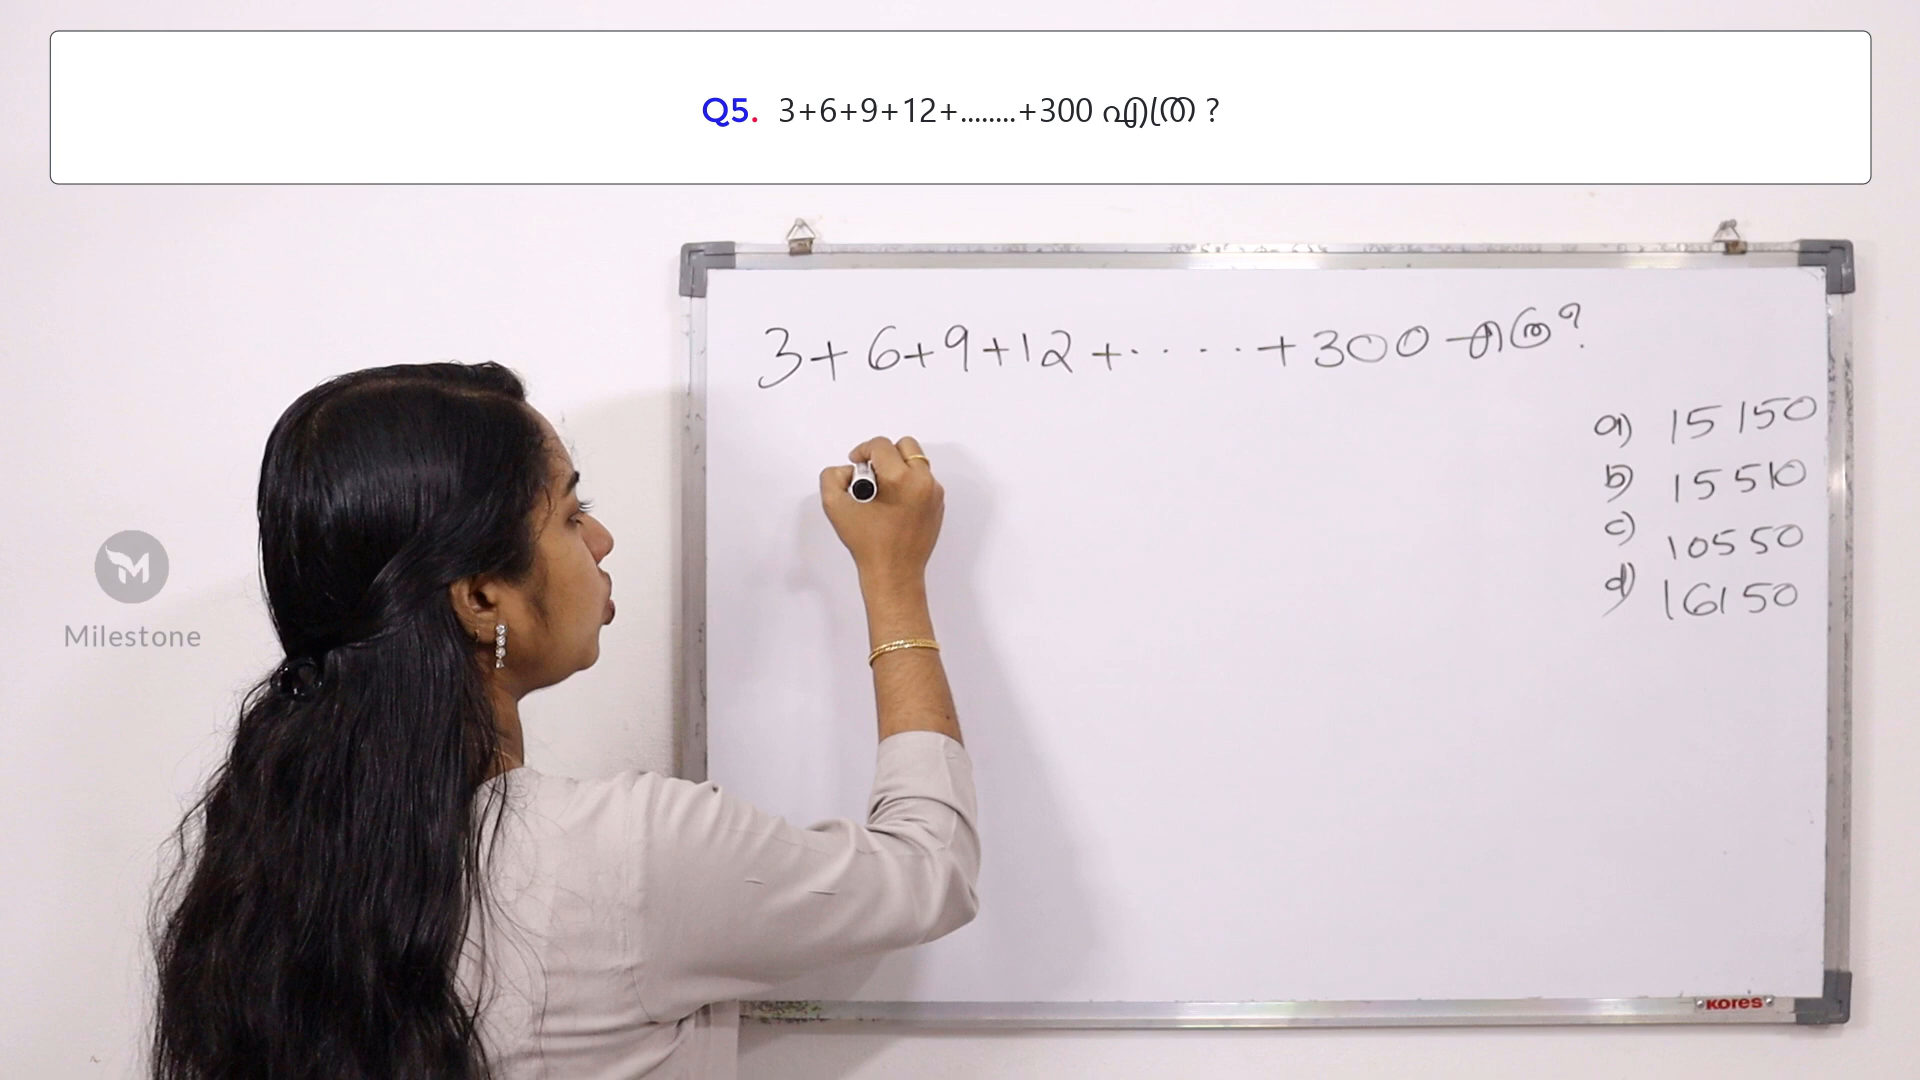 Q5. 3+6+9+12+........+300 എത്ര ?
3+6+9+12+.....+300 എത്ര?
a) 15150
b) 15510
c) 10550
d) 16150
Milestone
KORES